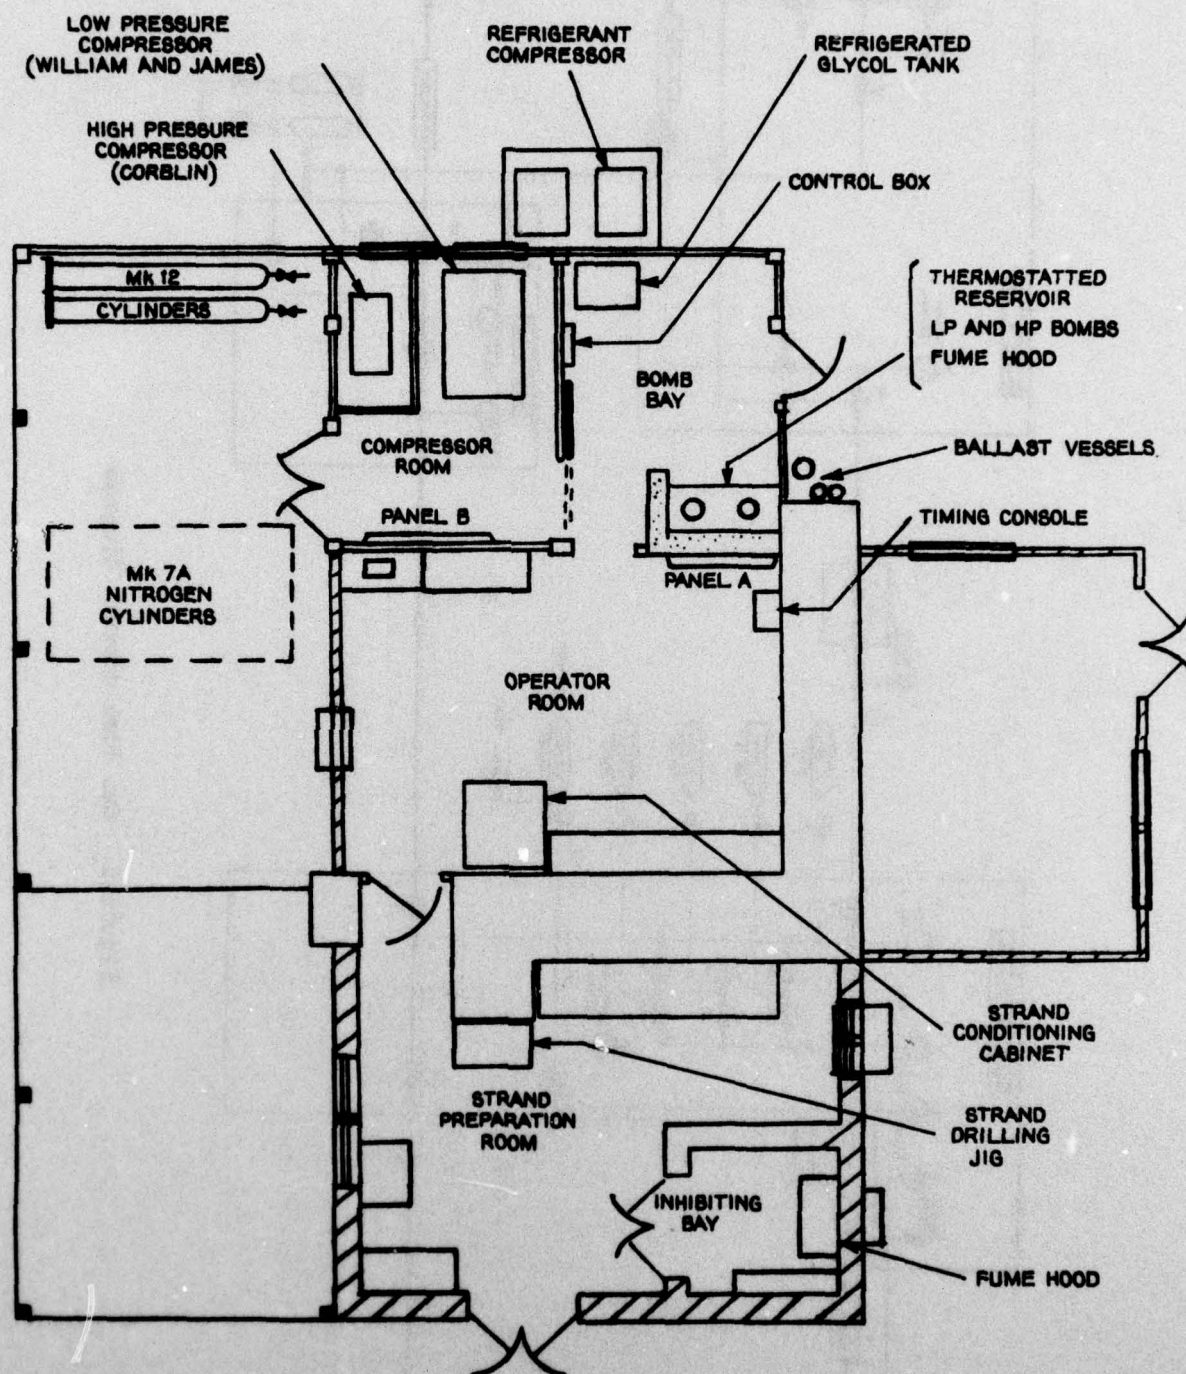 LOW PRESSURE
COMPRESSOR
(WILLIAM AND JAMES)
REFRIGERANT
COMPRESSOR
REFRIGERATED
GLYCOL TANK
HIGH PRESSURE
COMPRESSOR
(CORBLIN)
CONTROL BOX
Mk 12
CYLINDERS
THERMOSTATTED
RESERVOIR
LP AND HP BOMBS
FUME HOOD
BOMB
BAY
COMPRESSOR
ROOM
BALLAST VESSELS.
PANEL B
TIMING CONSOLE
PANEL A
Mk 7A
NITROGEN
CYLINDERS
OPERATOR
ROOM
STRAND
CONDITIONING
CABINET
STRAND
PREPARATION
ROOM
STRAND
DRILLING
JIG
INHIBITING
BAY
FUME HOOD